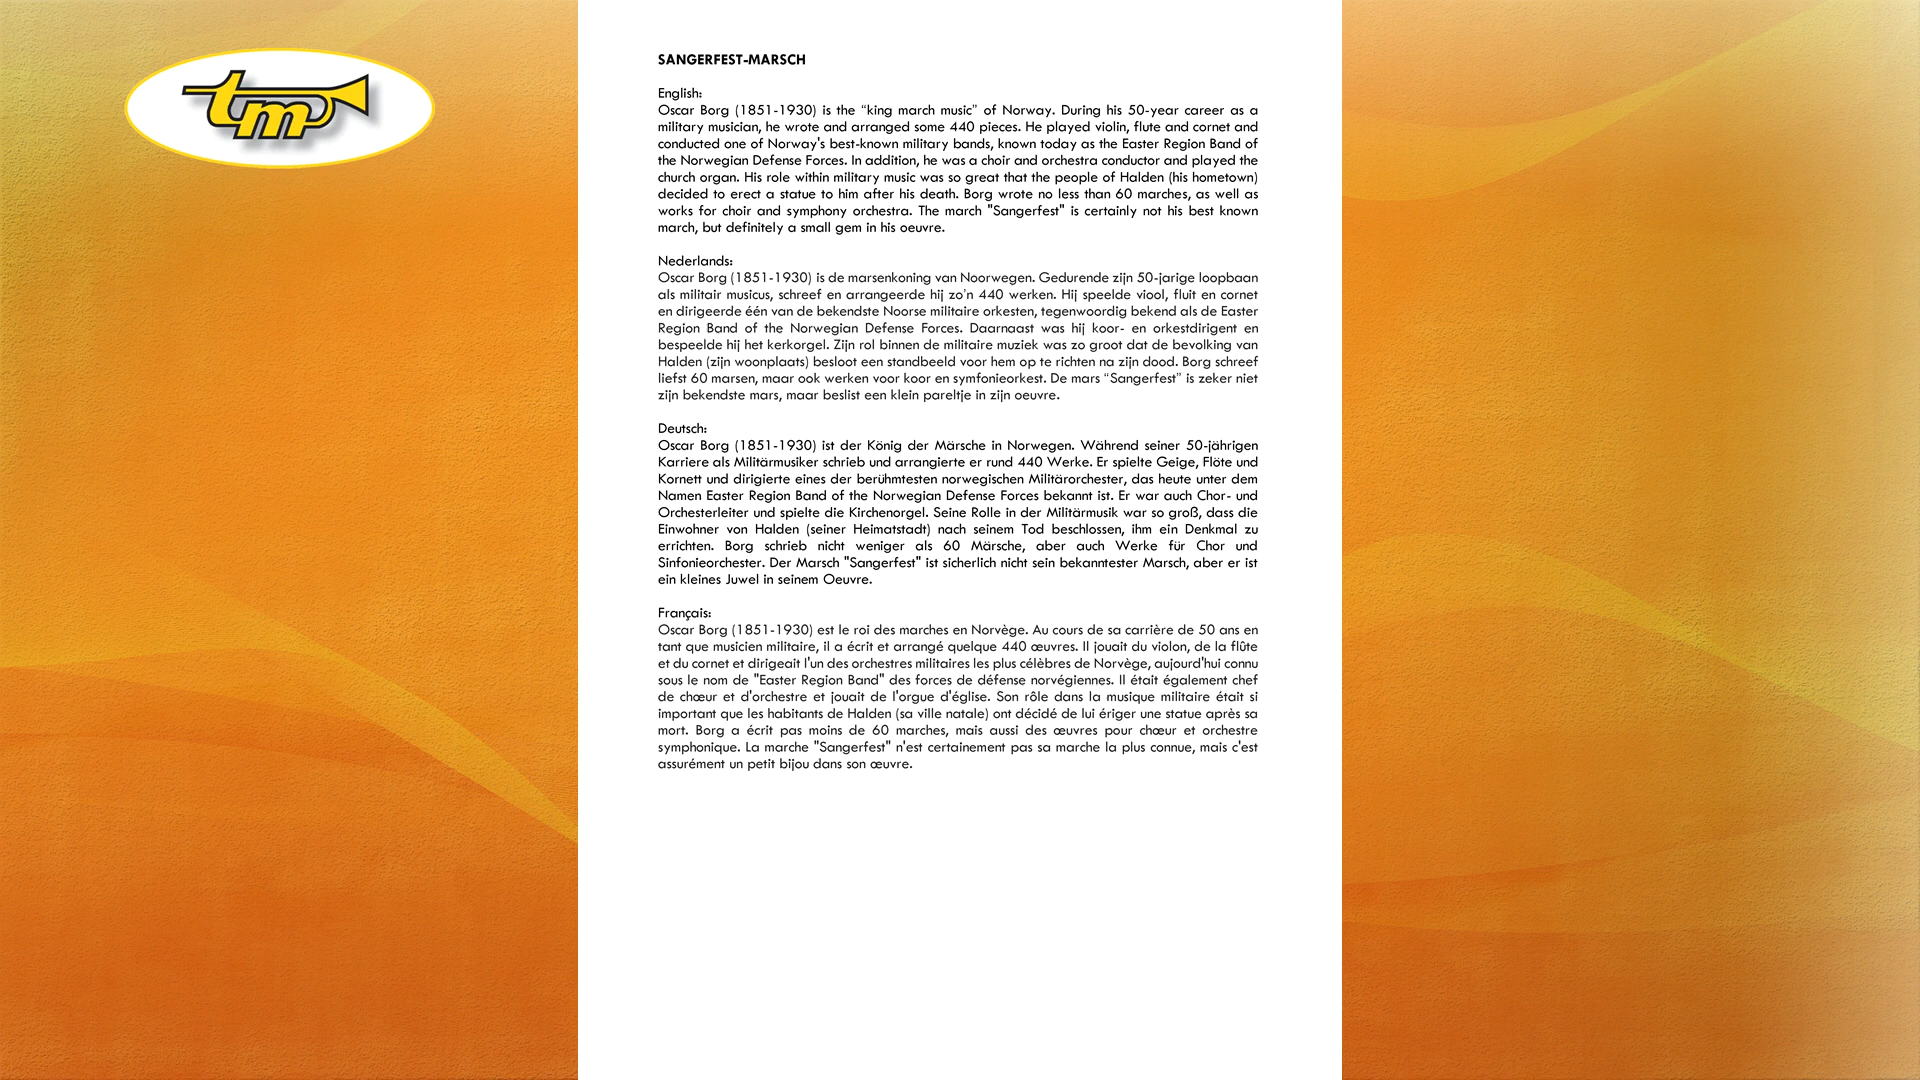 tm
SANGERFEST-MARSCH
English:
Oscar Borg (1851-1930) is the “king march music” of Norway. During his 50-year career as a
military musician, he wrote and arranged some 440 pieces. He played violin, flute and cornet and
conducted one of Norway's best-known military bands, known today as the Easter Region Band of
the Norwegian Defense Forces. In addition, he was a choir and orchestra conductor and played the
church organ. His role within military music was so great that the people of Halden (his hometown)
decided to erect a statue to him after his death. Borg wrote no less than 60 marches, as well as
works for choir and symphony orchestra. The march "Sangerfest" is certainly not his best known
march, but definitely a small gem in his oeuvre.
Nederlands:
Oscar Borg (1851-1930) is de marsenkoning van Noorwegen. Gedurende zijn 50-jarige loopbaan
als militair musicus, schreef en arrangeerde hij zo’n 440 werken. Hij speelde viool, fluit en cornet
en dirigeerde één van de bekendste Noorse militaire orkesten, tegenwoordig bekend als de Easter
Region Band of the Norwegian Defense Forces. Daarnaast was hij koor- en orkestdirigent en
bespeelde hij het kerkorgel. Zijn rol binnen de militaire muziek was zo groot dat de bevolking van
Halden (zijn woonplaats) besloot een standbeeld voor hem op te richten na zijn dood. Borg schreef
liefst 60 marsen, maar ook werken voor koor en symfonieorkest. De mars “Sangerfest” is zeker niet
zijn bekendste mars, maar beslist een klein pareltje in zijn oeuvre.
Deutsch:
Oscar Borg (1851-1930) ist der König der Märsche in Norwegen. Während seiner 50-jährigen
Karriere als Militärmusiker schrieb und arrangierte er rund 440 Werke. Er spielte Geige, Flöte und
Kornett und dirigierte eines der berühmtesten norwegischen Militärorchester, das heute unter dem
Namen Easter Region Band of the Norwegian Defense Forces bekannt ist. Er war auch Chor- und
Orchesterleiter und spielte die Kirchenorgel. Seine Rolle in der Militärmusik war so groß, dass die
Einwohner von Halden (seiner Heimatstadt) nach seinem Tod beschlossen, ihm ein Denkmal zu
errichten. Borg schrieb nicht weniger als 60 Märsche, aber auch Werke für Chor und
Sinfonieorchester. Der Marsch "Sangerfest" ist sicherlich nicht sein bekanntester Marsch, aber er ist
ein kleines Juwel in seinem Oeuvre.
Français:
Oscar Borg (1851-1930) est le roi des marches en Norvège. Au cours de sa carrière de 50 ans en
tant que musicien militaire, il a écrit et arrangé quelque 440 œuvres. Il jouait du violon, de la flûte
et du cornet et dirigeait l'un des orchestres militaires les plus célèbres de Norvège, aujourd'hui connu
sous le nom de "Easter Region Band" des forces de défense norvégiennes. Il était également chef
de chœur et d'orchestre et jouait de l'orgue d'église. Son rôle dans la musique militaire était si
important que les habitants de Halden (sa ville natale) ont décidé de lui ériger une statue après sa
mort. Borg a écrit pas moins de 60 marches, mais aussi des œuvres pour chœur et orchestre
symphonique. La marche "Sangerfest" n'est certainement pas sa marche la plus connue, mais c'est
assurément un petit bijou dans son œuvre.